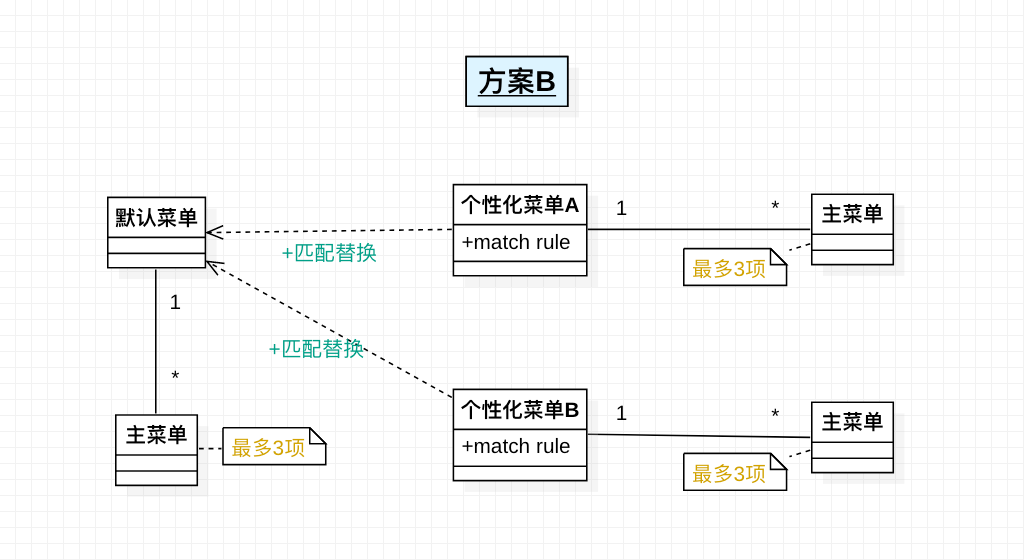 方案B
默认菜单
个性化菜单A
+match rule
1
*
主菜单
最多3项
+匹配替换
1
*
+匹配替换
主菜单
最多3项
个性化菜单B
+match rule
1
*
主菜单
最多3项